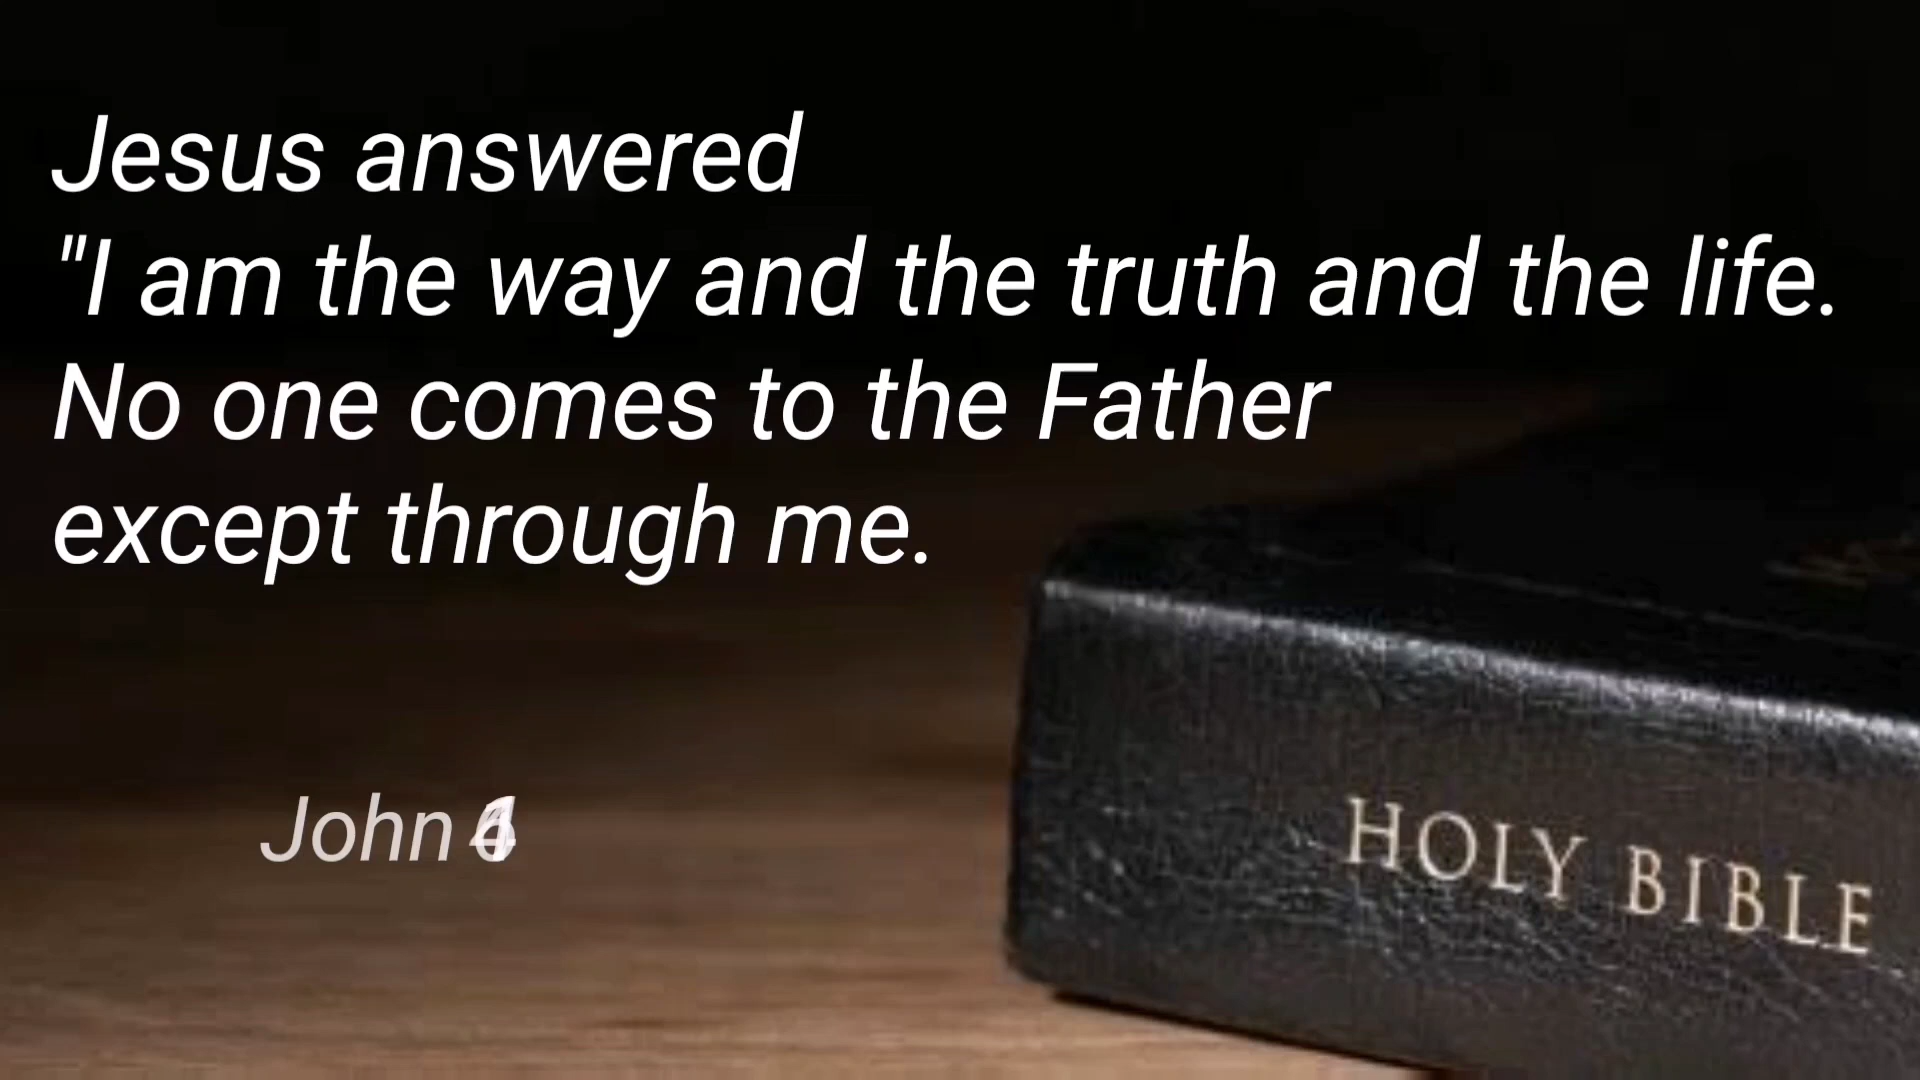 Jesus answered
"I am the way and the truth and the life.
No one comes to the Father
except through me.
John
HOLY BIBLE